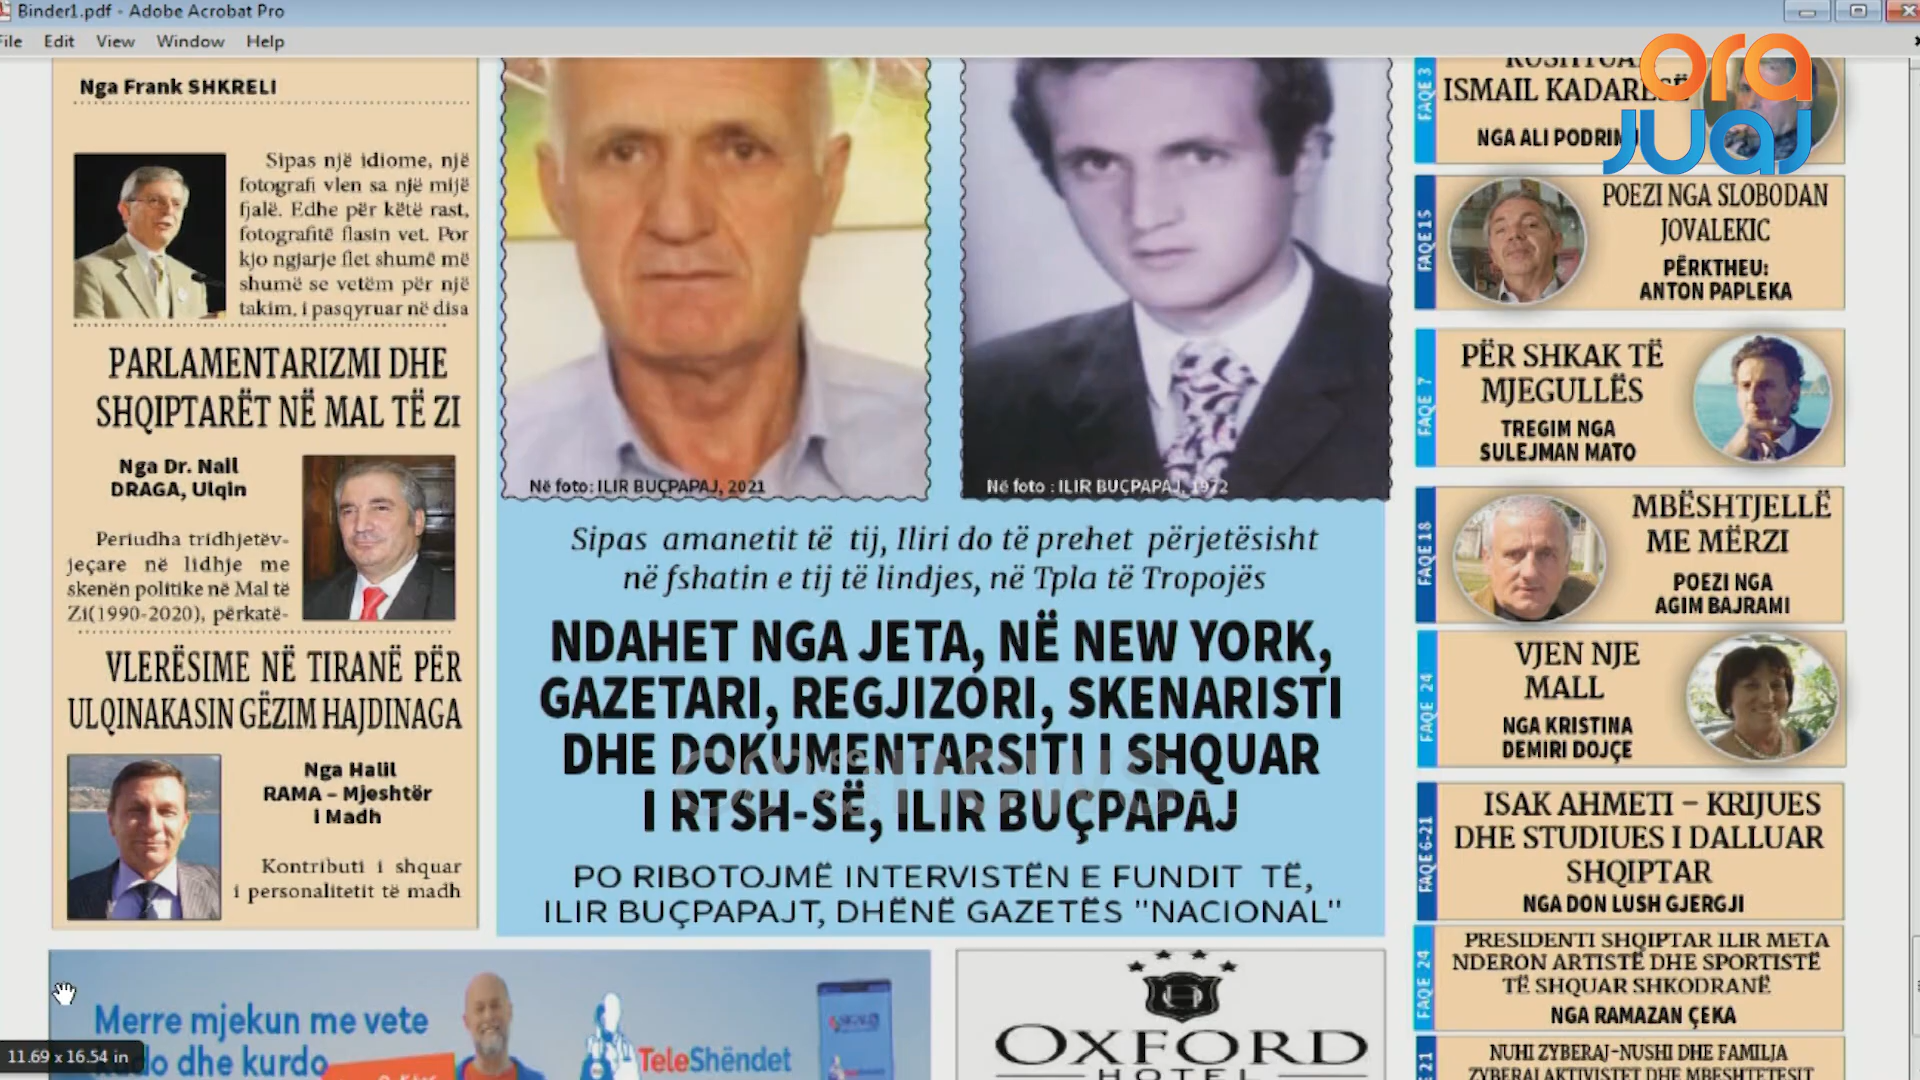 Binder1.pdf - Adobe Acrobat Pro
File Edit View Window Help
Nga Frank SHKRELI
Sipas një idiome, një
fotografi vlen sa një mijë
fjalë. Edhe për këtë rast,
fotografitë flasin vet. Por
kjo ngjarje flet shumë më
shumë se vetëm për një
takim, i pasqyruar në disa
PARLAMENTARIZMI DHE
SHQIPTARËT NË MAL TË ZI
Nga Dr. Nail
DRAGA, Ulqin
Periudha tridhjetëv-
jeçare në lidhje me
skenën politike në Mal të
Zi(1990-2020), përkatë-
VLERËSIME NË TIRANË PËR
ULQINAKASIN GËZIM HAJDINAGA
Nga Halil
RAMA – Mjeshtër
i Madh
Kontributi i shquar
i personalitetit të madh
Në foto: ILIR BUÇPAPAJ, 2021
Në foto : ILIR BUÇPAPAJ, 1972
Sipas amanetit të tij, Iliri do të prehet përjetësisht
në fshatin e tij të lindjes, në Tpla të Tropojës
NDAHET NGA JETA, NË NEW YORK,
GAZETARI, REGJIZORI, SKENARISTI
DHE DOKUMENTARSITI I SHQUAR
I RTSH-SË, ILIR BUÇPAPAJ
PO RIBOTOJMË INTERVISTËN E FUNDIT TË,
ILIR BUÇPAPAJT, DHËNË GAZETËS "NACIONAL"
ora
juaj
FAQE 3
ISMAIL KADARESË
NGA ALI PODRIMJ
FAQE 15
POEZI NGA SLOBODAN
JOVALEKIC
PËRKTHEU:
ANTON PAPLEKA
FAQE 7
PËR SHKAK TË
MJEGULLËS
TREGIM NGA
SULEJMAN MATO
FAQE 18
MBËSHTJELLË
ME MËRZI
POEZI NGA
AGIM BAJRAMI
FAQE 24
VJEN NJE
MALL
NGA KRISTINA
DEMIRI DOJÇE
FAQE 6-21
ISAK AHMETI – KRIJUES
DHE STUDIUES I DALLUAR
SHQIPTAR
NGA DON LUSH GJERGJI
FAQE 24
PRESIDENTI SHQIPTAR ILIR META
NDERON ARTISTË DHE SPORTISTË
TË SHQUAR SHKODRANË
NGA RAMAZAN ÇEKA
21
NUHI ZYBERAJ-NUSHI DHE FAMILJA
ZYBERAJ AKTIVISTET DHE MBESHTETESIT
Merre mjekun me vete
kudo dhe kurdo
TeleShëndet
SIGAL
OXFORD
HOTEL
11.69 x 16.54 in